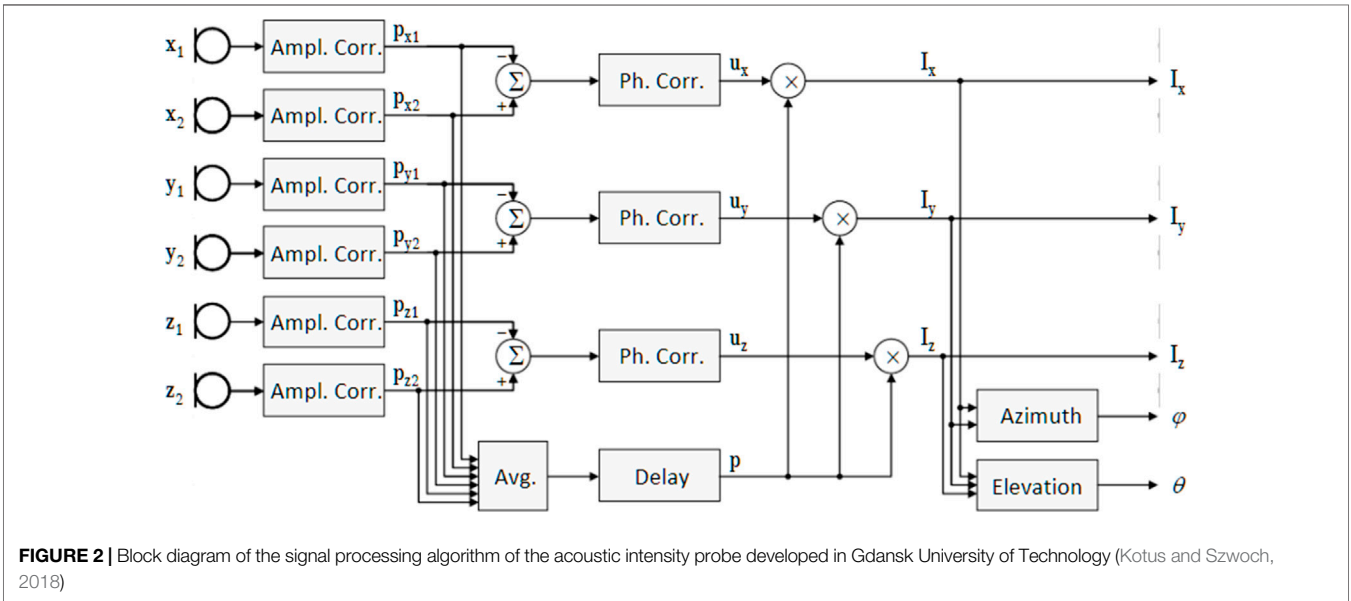 x1 Ampl. Corr. px1
x2 Ampl. Corr. px2
y1 Ampl. Corr. py1
y2 Ampl. Corr. py2
z1 Ampl. Corr. pz1
z2 Ampl. Corr. pz2
− Σ + Ph. Corr. ux × Ix Ix
− Σ + Ph. Corr. uy × Iy Iy
− Σ + Ph. Corr. uz × Iz Iz
Azimuth φ
Avg. Delay p Elevation θ
FIGURE 2 | Block diagram of the signal processing algorithm of the acoustic intensity probe developed in Gdansk University of Technology (Kotus and Szwoch,
2018)